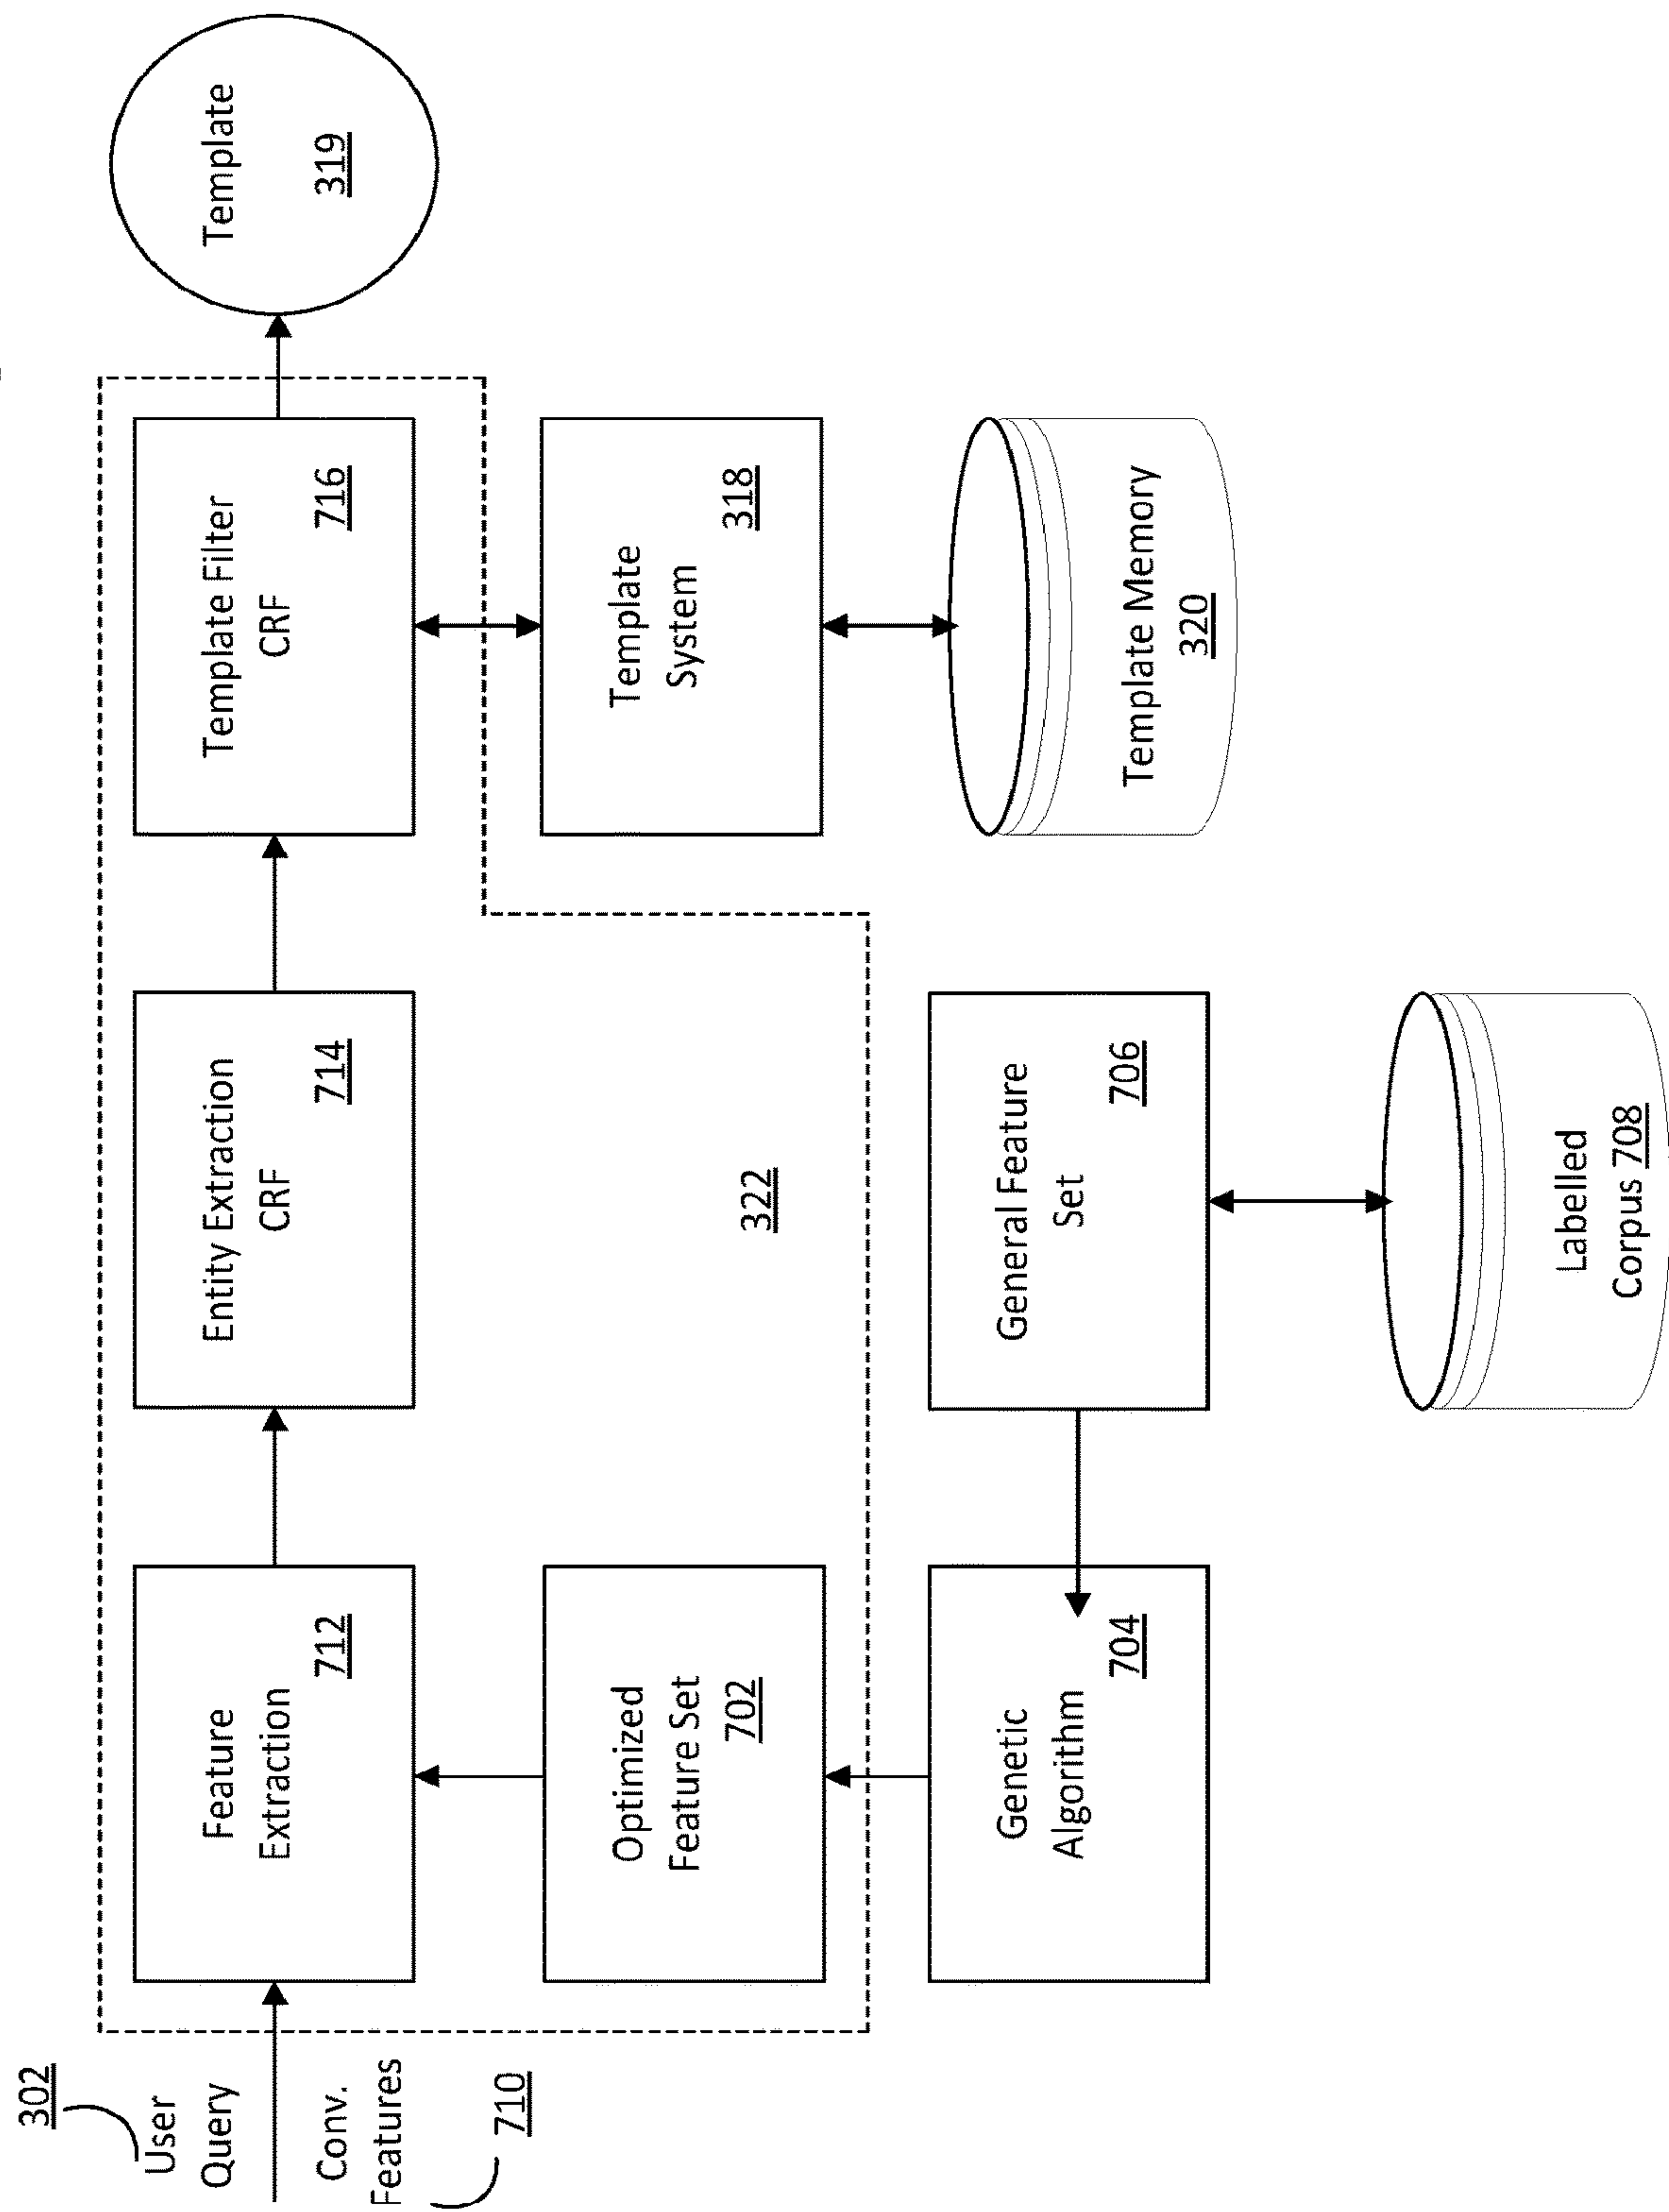 302
User
Query
Conv.
Features
710
Feature
Extraction
712
Entity Extraction
CRF
714
Template Filter
CRF
716
Template
319
Optimized
Feature Set
702
322
Template
System
318
Genetic
Algorithm
704
General Feature
Set
706
Template Memory
320
Labelled
Corpus 708